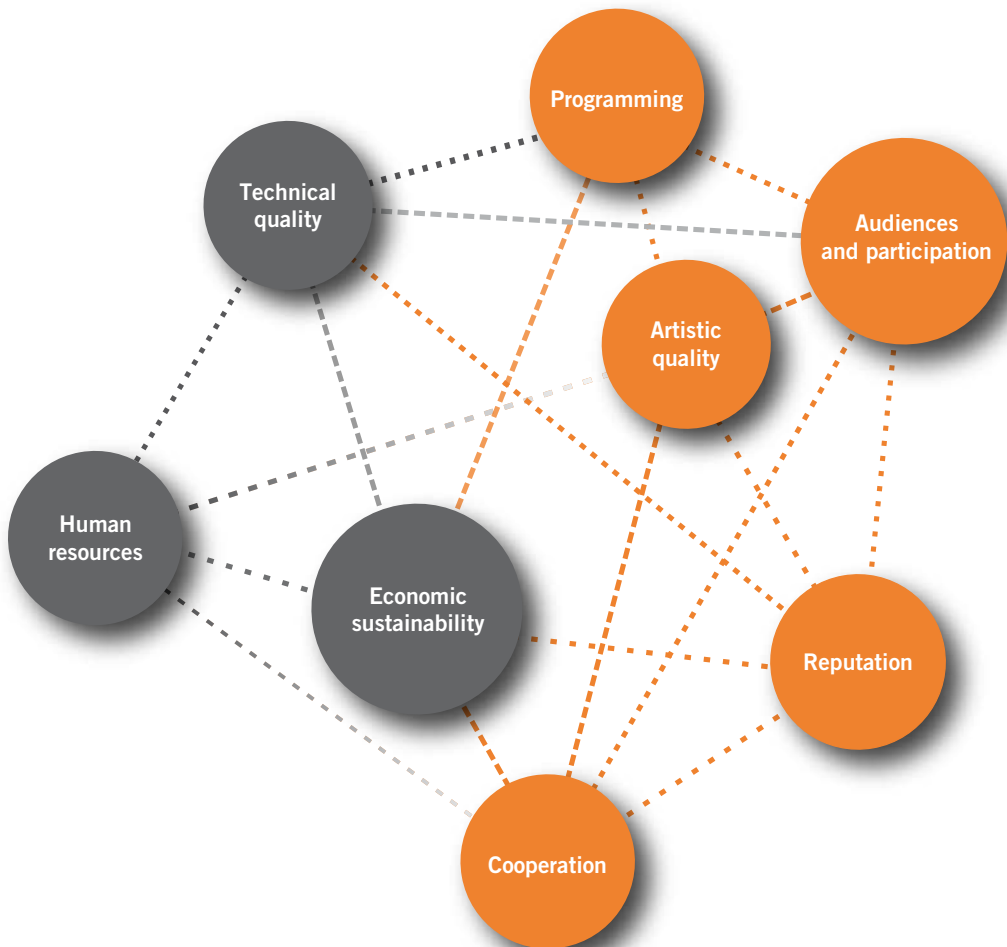 Programming
Technical
quality
Audiences
and participation
Artistic
quality
Human
resources
Economic
sustainability
Reputation
Cooperation